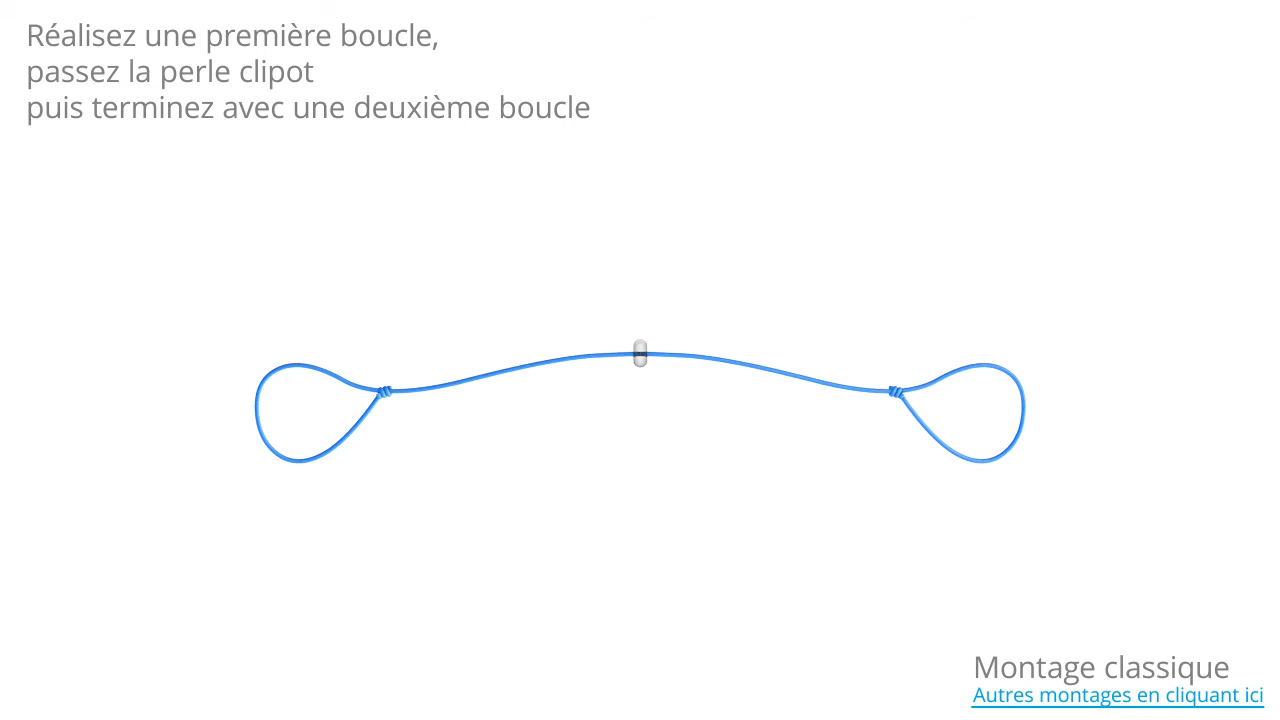 Réalisez une première boucle,
passez la perle clipot
puis terminez avec une deuxième boucle
Montage classique
Autres montages en cliquant ici